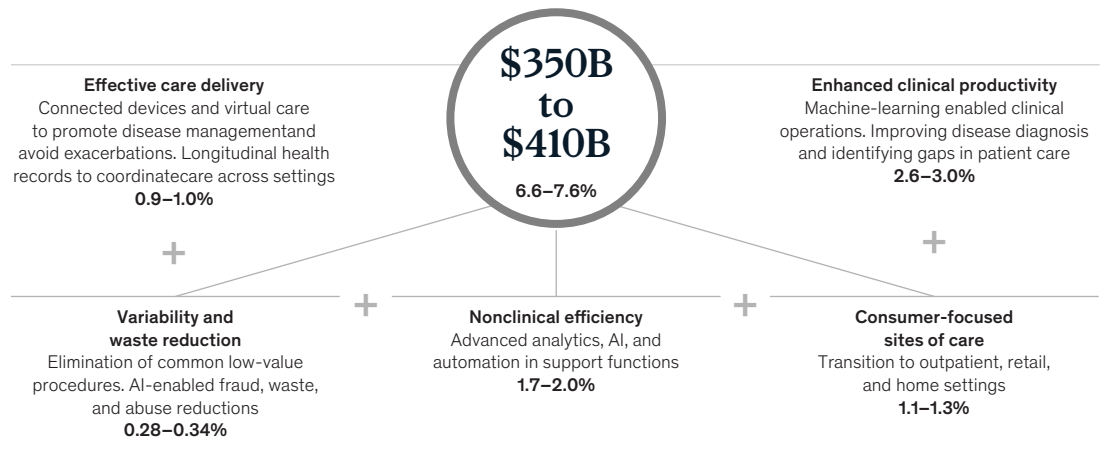 $350B
to
$410B
6.6–7.6%
Effective care delivery
Connected devices and virtual care
to promote disease managementand
avoid exacerbations. Longitudinal health
records to coordinatecare across settings
0.9–1.0%
Enhanced clinical productivity
Machine-learning enabled clinical
operations. Improving disease diagnosis
and identifying gaps in patient care
2.6–3.0%
+
+
Variability and
waste reduction
Elimination of common low-value
procedures. AI-enabled fraud, waste,
and abuse reductions
0.28–0.34%
+
Nonclinical efficiency
Advanced analytics, AI, and
automation in support functions
1.7–2.0%
+
Consumer-focused
sites of care
Transition to outpatient, retail,
and home settings
1.1–1.3%